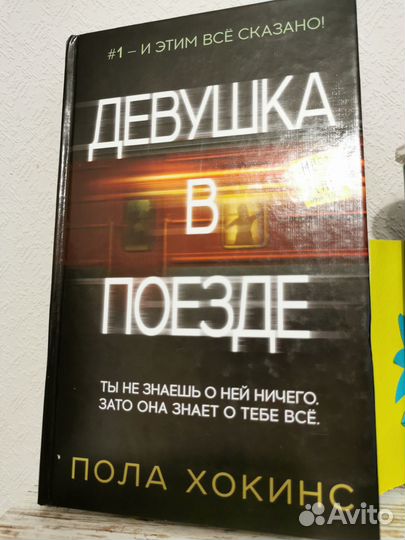 #1 – И ЭТИМ ВСЁ СКАЗАНО!
ДЕВУШКА
В
ПОЕЗДЕ
ТЫ НЕ ЗНАЕШЬ О НЕЙ НИЧЕГО.
ЗАТО ОНА ЗНАЕТ О ТЕБЕ ВСЁ.
ПОЛА ХОКИНС
Avito